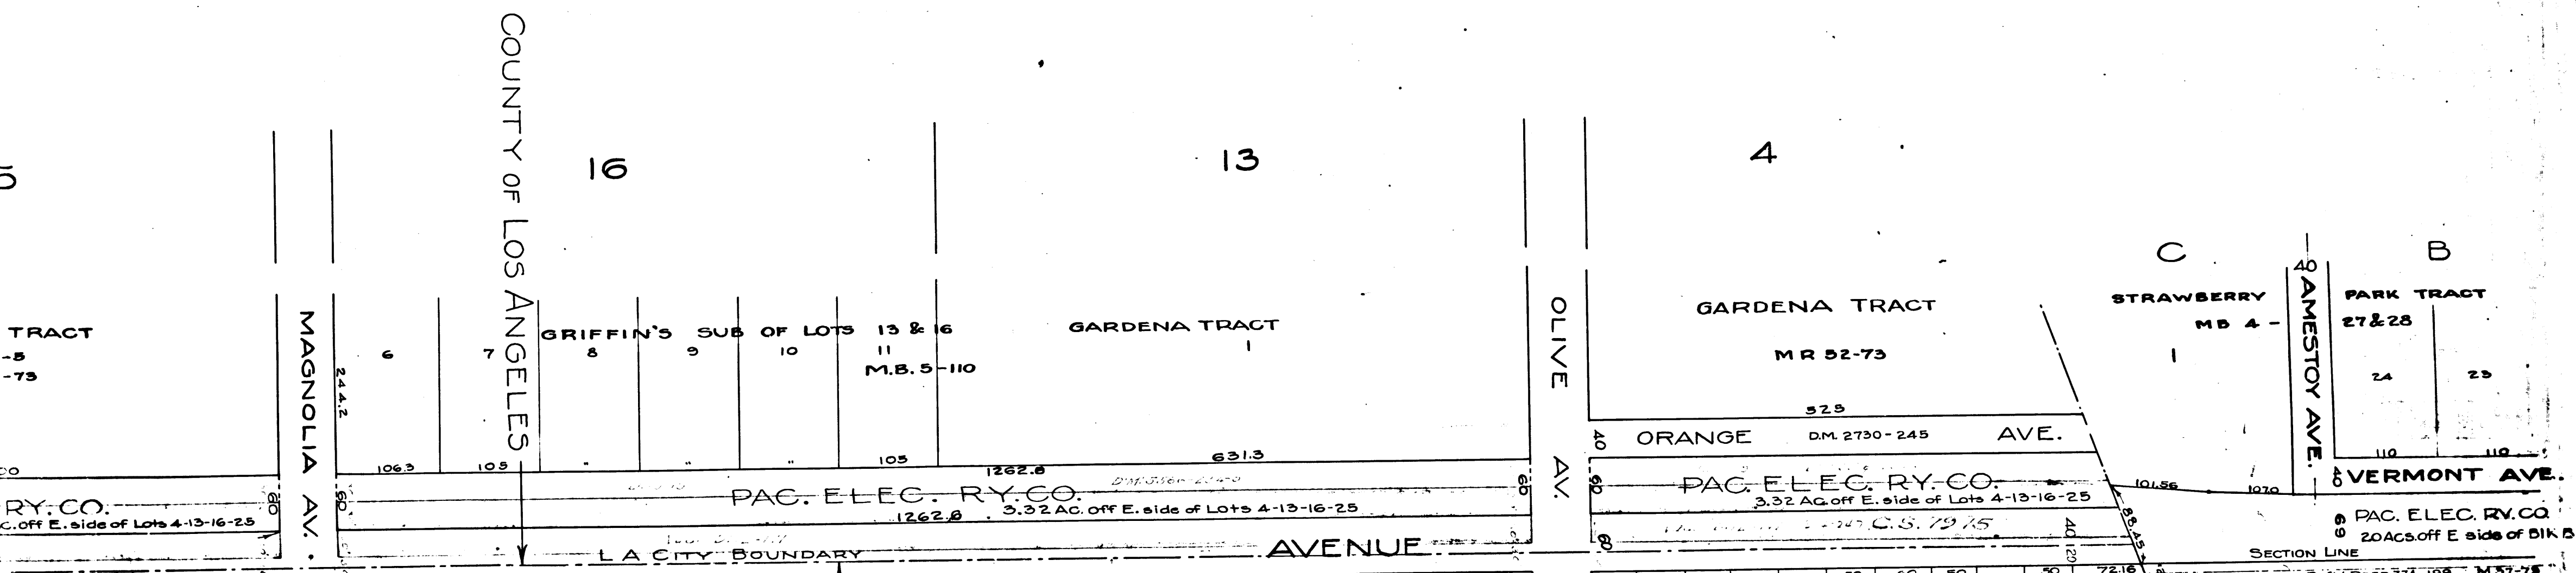 COUNTY OF LOS ANGELES
16
13
4
C
B
TRACT
-73
MAGNOLIA AV.
244.2
GRIFFIN'S SUB OF LOTS 13 & 16
6
7
8
9
10
11
M.B. 5-110
GARDENA TRACT
1
OLIVE AV.
GARDENA TRACT
M R 52-73
525
40 ORANGE D.M. 2730-245 AVE.
STRAWBERRY
M B 4 -
1
40
AMESTOY AVE.
PARK TRACT
27 & 28
24
23
110
110
40 VERMONT AVE.
106.3
105
"
"
"
105
1262.8
631.3
RY. CO.
C. off E. side of Lots 4-13-16-25
60
60
PAC. ELEC. RY. CO.
3.32 AC. off E. side of Lots 4-13-16-25
1262.8
60
60
PAC. ELEC. RY. CO.
3.32 AC. off E. side of Lots 4-13-16-25
C.S. 7975
60
40
101.56
1070
88.45
69
PAC. ELEC. RY. CO
20 ACS. off E side of Blk B
L A CITY BOUNDARY
AVENUE
SECTION LINE
50
72.16